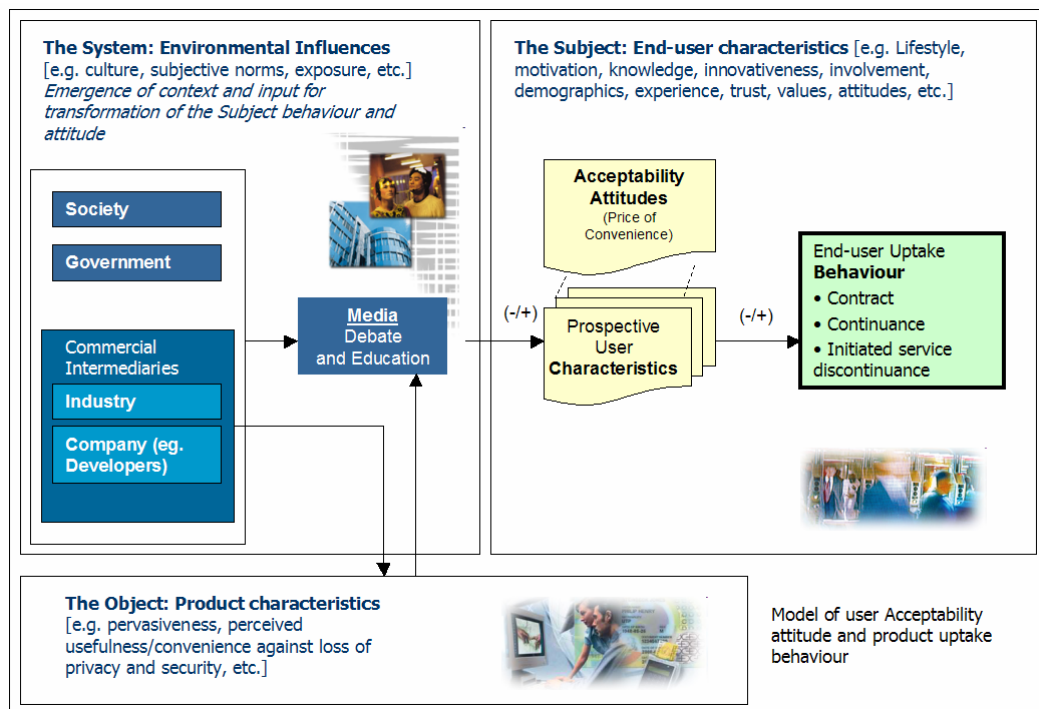 The System: Environmental Influences
[e.g. culture, subjective norms, exposure, etc.]
Emergence of context and input for
transformation of the Subject behaviour and
attitude
Society
Government
Commercial
Intermediaries
Industry
Company (eg.
Developers)
Media
Debate
and Education
The Subject: End-user characteristics [e.g. Lifestyle,
motivation, knowledge, innovativeness, involvement,
demographics, experience, trust, values, attitudes, etc.]
Acceptability
Attitudes
(Price of
Convenience)
(-/+)
Prospective
User
Characteristics
(-/+)
End-user Uptake
Behaviour
• Contract
• Continuance
• Initiated service
discontinuance
The Object: Product characteristics
[e.g. pervasiveness, perceived
usefulness/convenience against loss of
privacy and security, etc.]
Model of user Acceptability
attitude and product uptake
behaviour